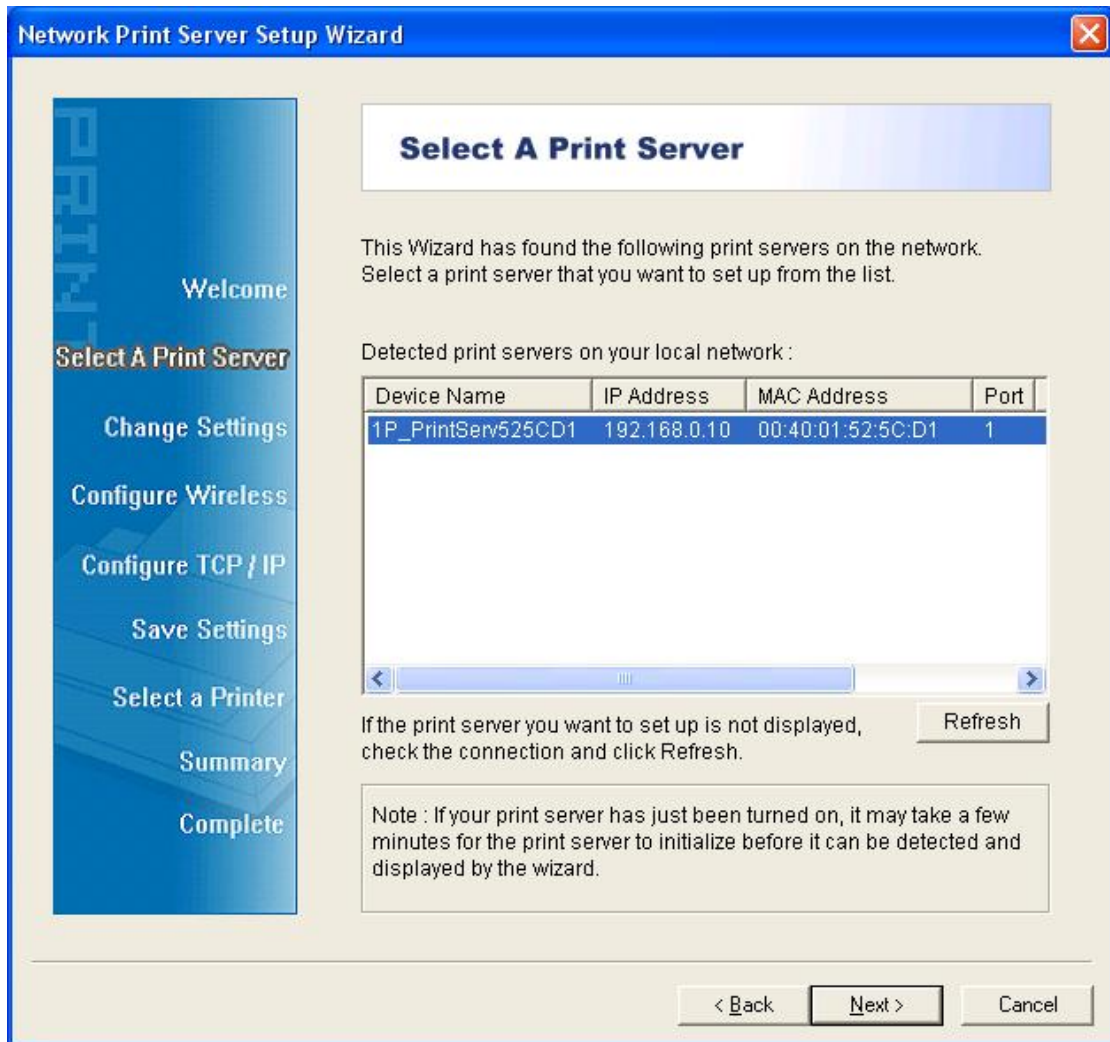 Network Print Server Setup Wizard
PRINT
Welcome
Select A Print Server
Change Settings
Configure Wireless
Configure TCP / IP
Save Settings
Select a Printer
Summary
Complete
Select A Print Server
This Wizard has found the following print servers on the network.
Select a print server that you want to set up from the list.
Detected print servers on your local network :
Device Name IP Address MAC Address Port
1P_PrintServ525CD1 192.168.0.10 00:40:01:52:5C:D1 1
If the print server you want to set up is not displayed,
check the connection and click Refresh.
Refresh
Note : If your print server has just been turned on, it may take a few
minutes for the print server to initialize before it can be detected and
displayed by the wizard.
< Back Next > Cancel